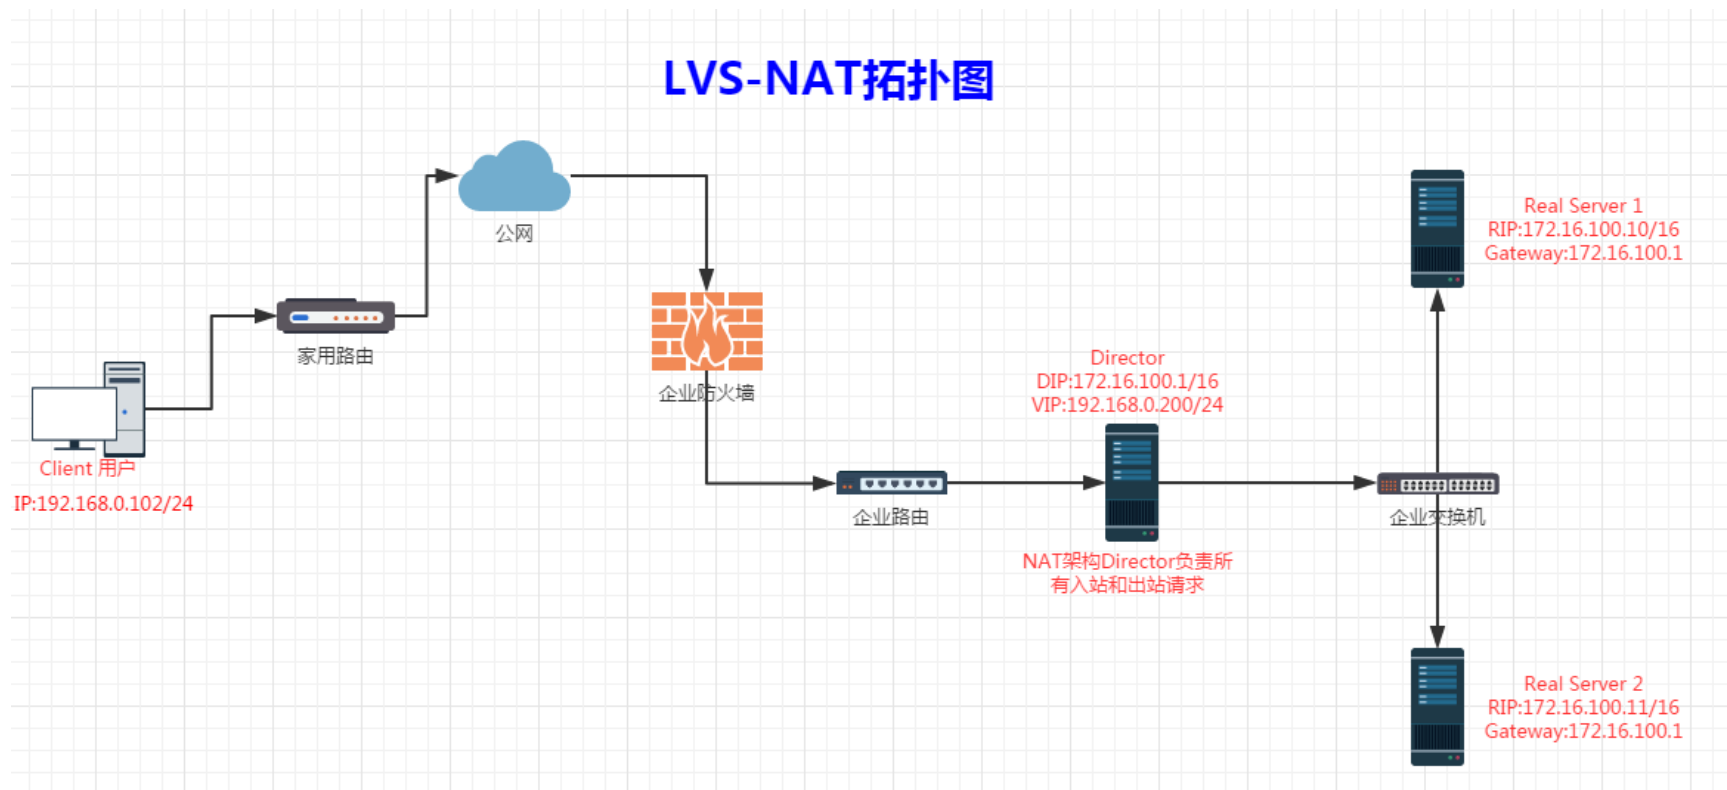 LVS-NAT拓扑图
公网
家用路由
Client 用户
IP:192.168.0.102/24
企业防火墙
企业路由
Director
DIP:172.16.100.1/16
VIP:192.168.0.200/24
NAT架构Director负责所
有入站和出站请求
企业交换机
Real Server 1
RIP:172.16.100.10/16
Gateway:172.16.100.1
Real Server 2
RIP:172.16.100.11/16
Gateway:172.16.100.1